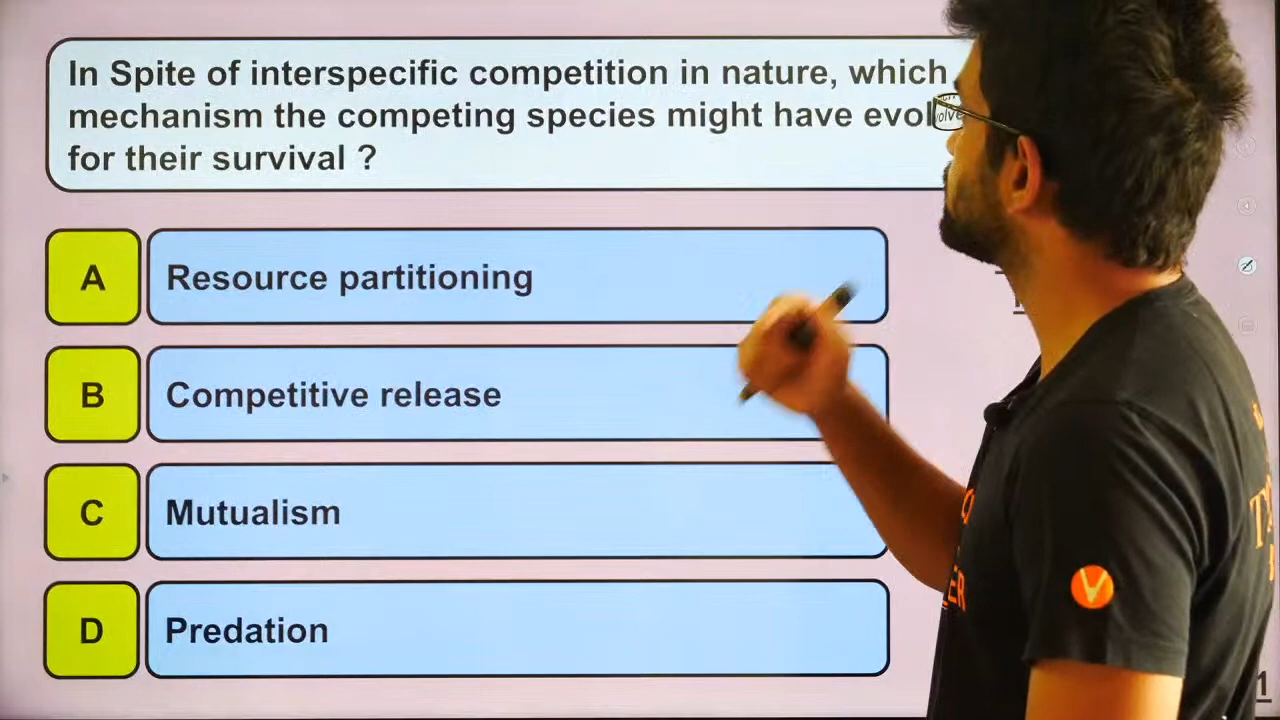 In Spite of interspecific competition in nature, which
mechanism the competing species might have
for their survival ?
A
Resource partitioning
B
Competitive release
C
Mutualism
D
Predation